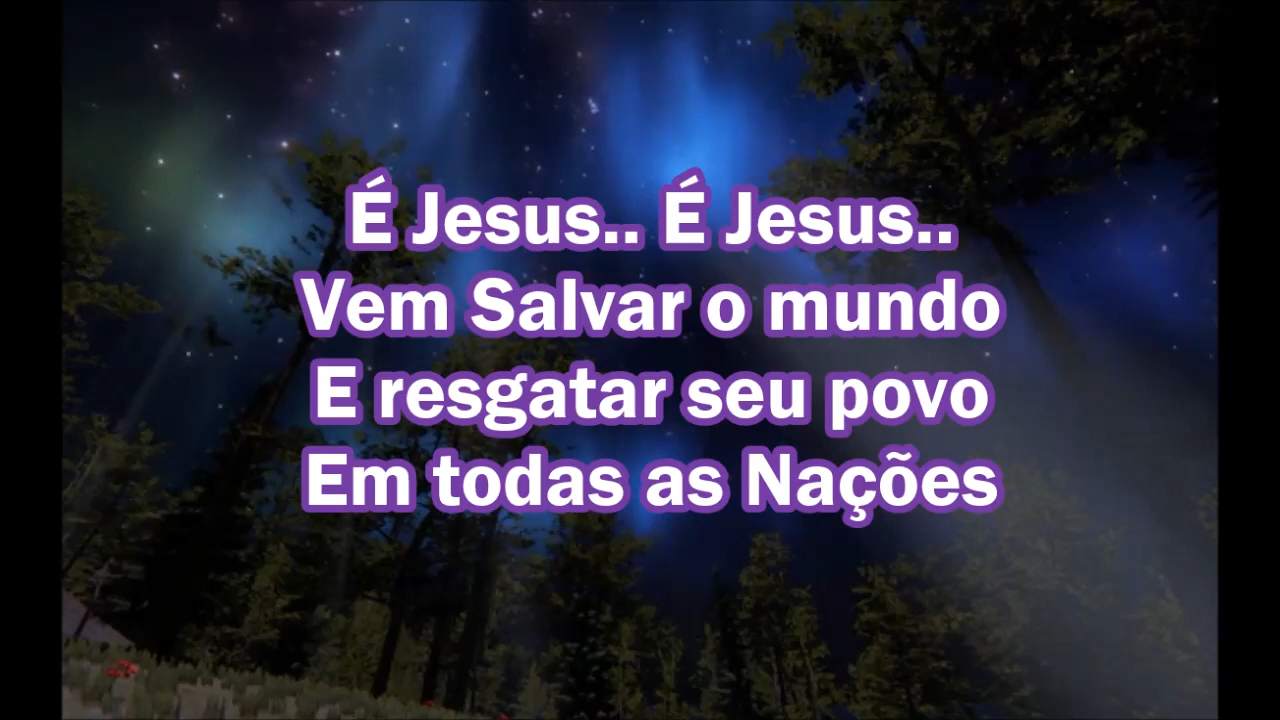 É Jesus.. É Jesus..
Vem Salvar o mundo
E resgatar seu povo
Em todas as Nações